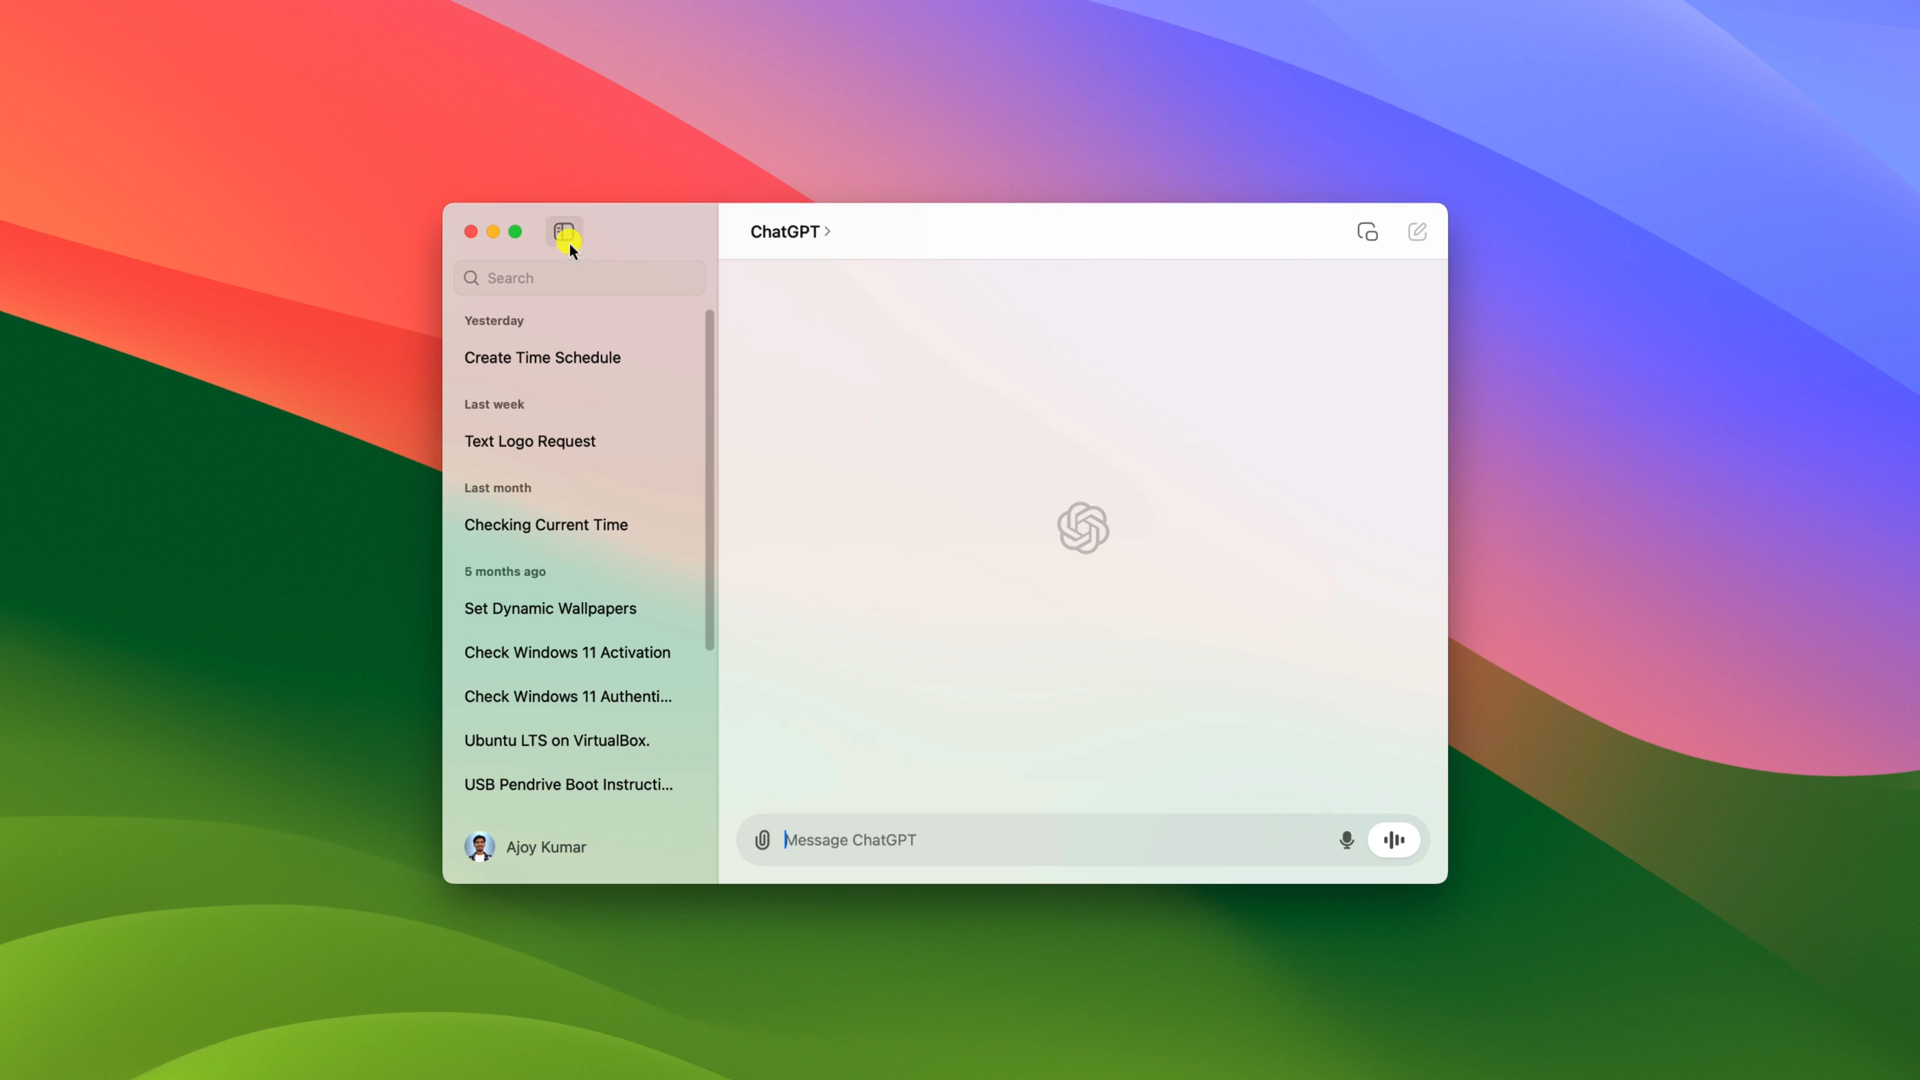 ChatGPT
Search
Yesterday
Create Time Schedule
Last week
Text Logo Request
Last month
Checking Current Time
5 months ago
Set Dynamic Wallpapers
Check Windows 11 Activation
Check Windows 11 Authenti...
Ubuntu LTS on VirtualBox.
USB Pendrive Boot Instructi...
Ajoy Kumar
Message ChatGPT